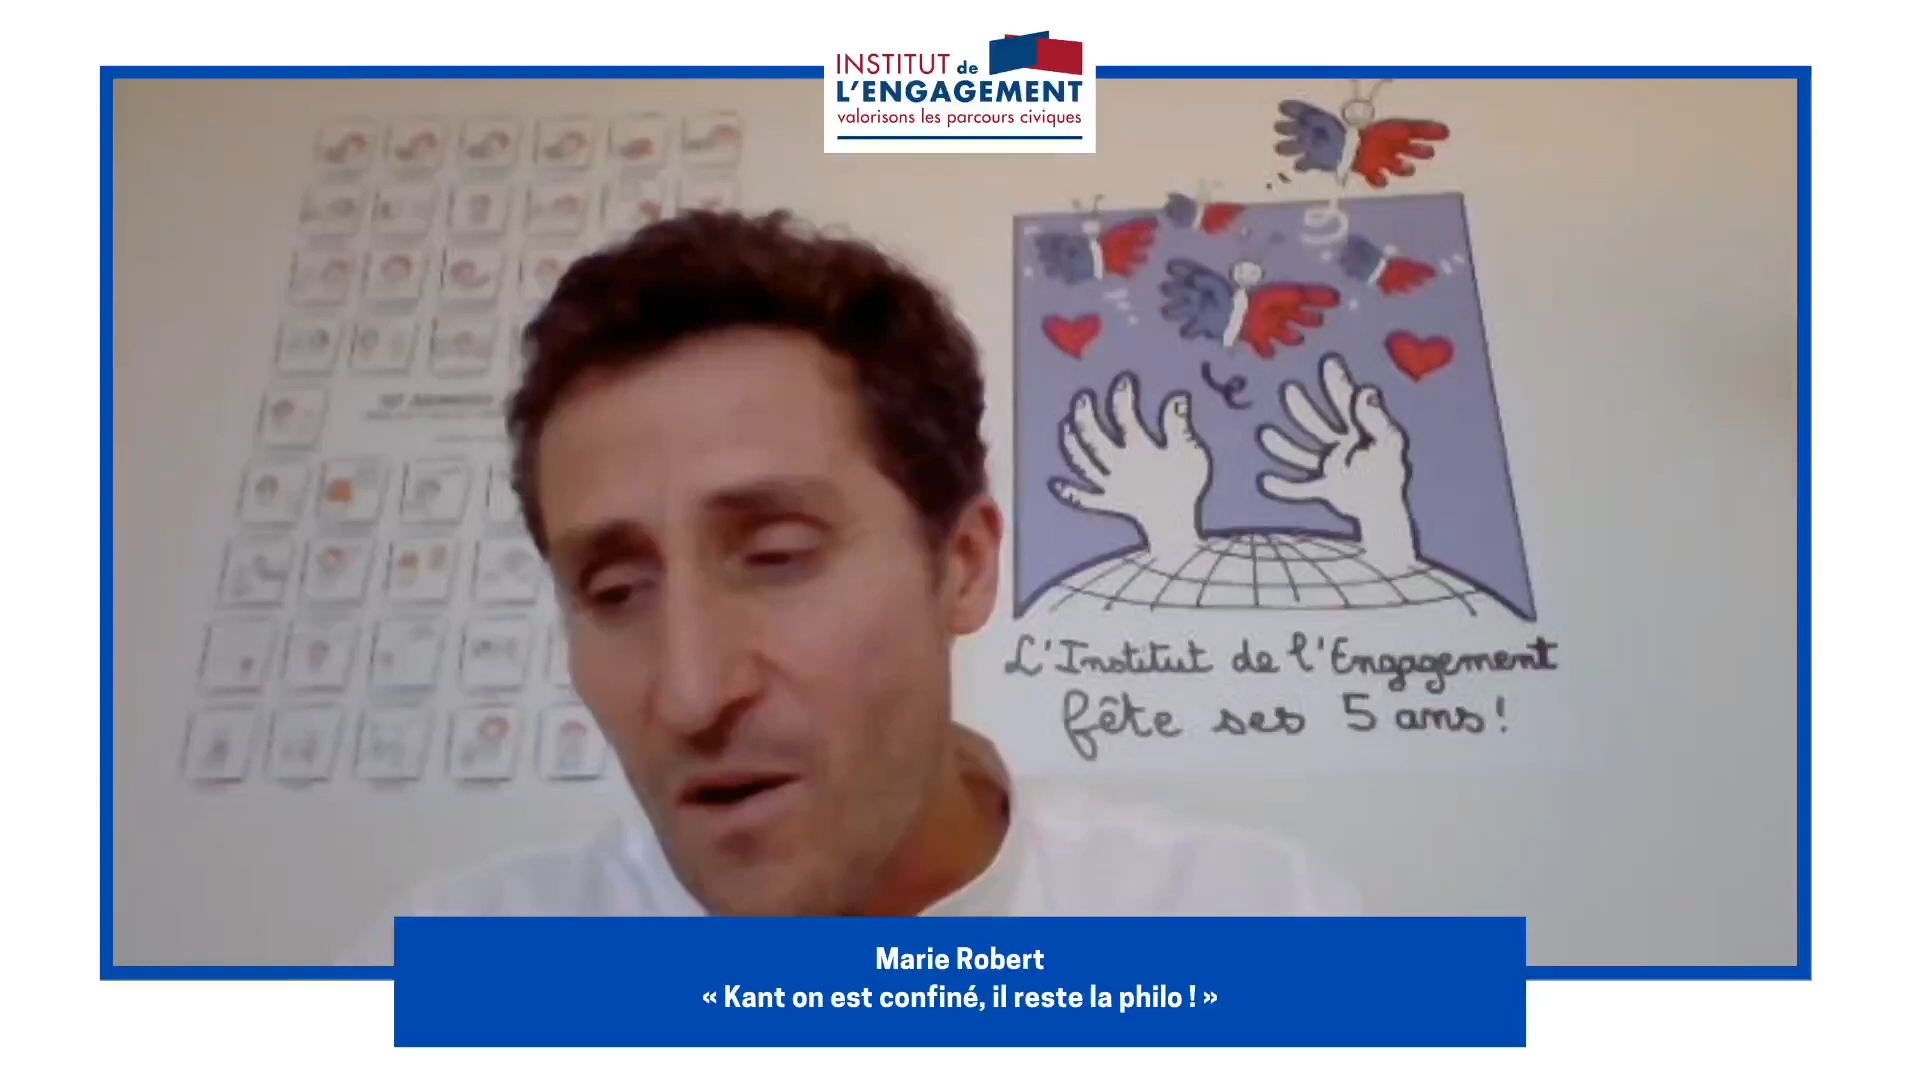 INSTITUT de
L'ENGAGEMENT
valorisons les parcours civiques
L'Institut de l'Engagement
fête ses 5 ans !
Marie Robert
« Kant on est confiné, il reste la philo ! »